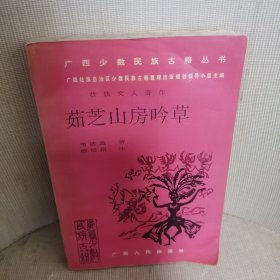 广西少数民族古籍丛书
广西壮族自治区少数民族古籍整理出版规划领导小组主编
壮族文人著作
茹芝山房吟草
广西人民出版社